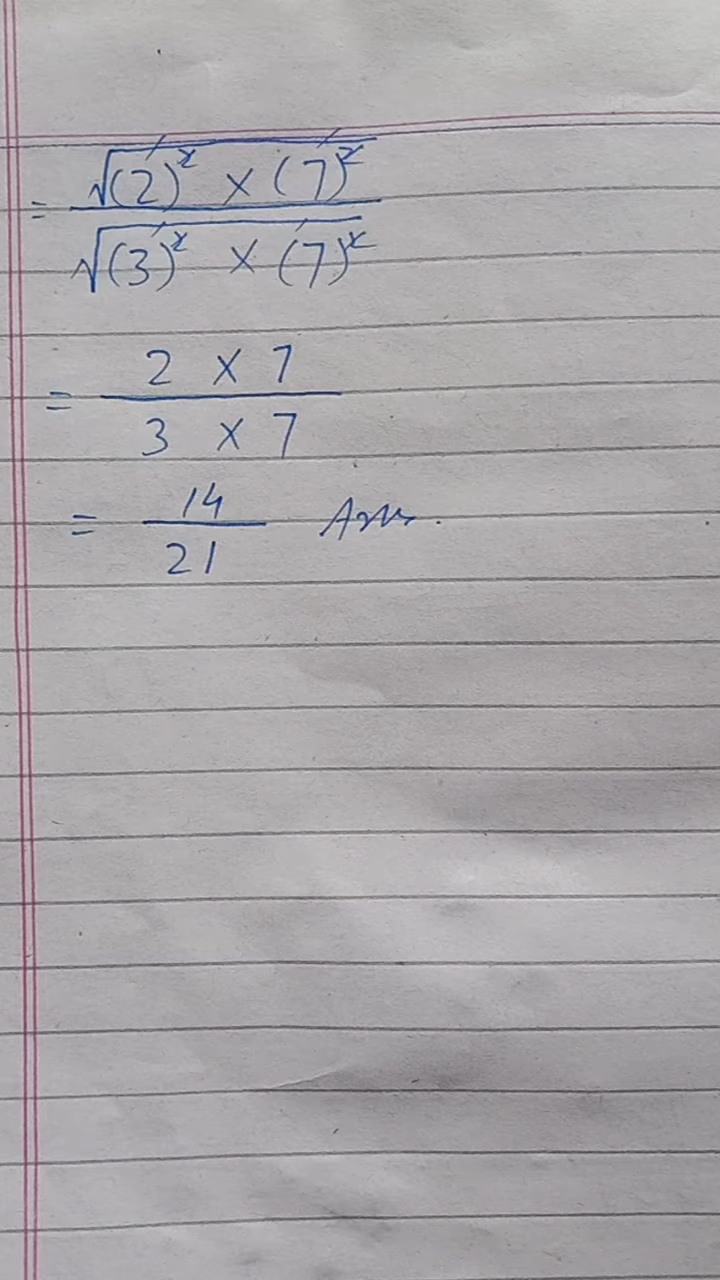 = √(2)² × (7)² / √(3)² × (7)²
= 2 × 7 / 3 × 7
= 14 / 21 Ans.